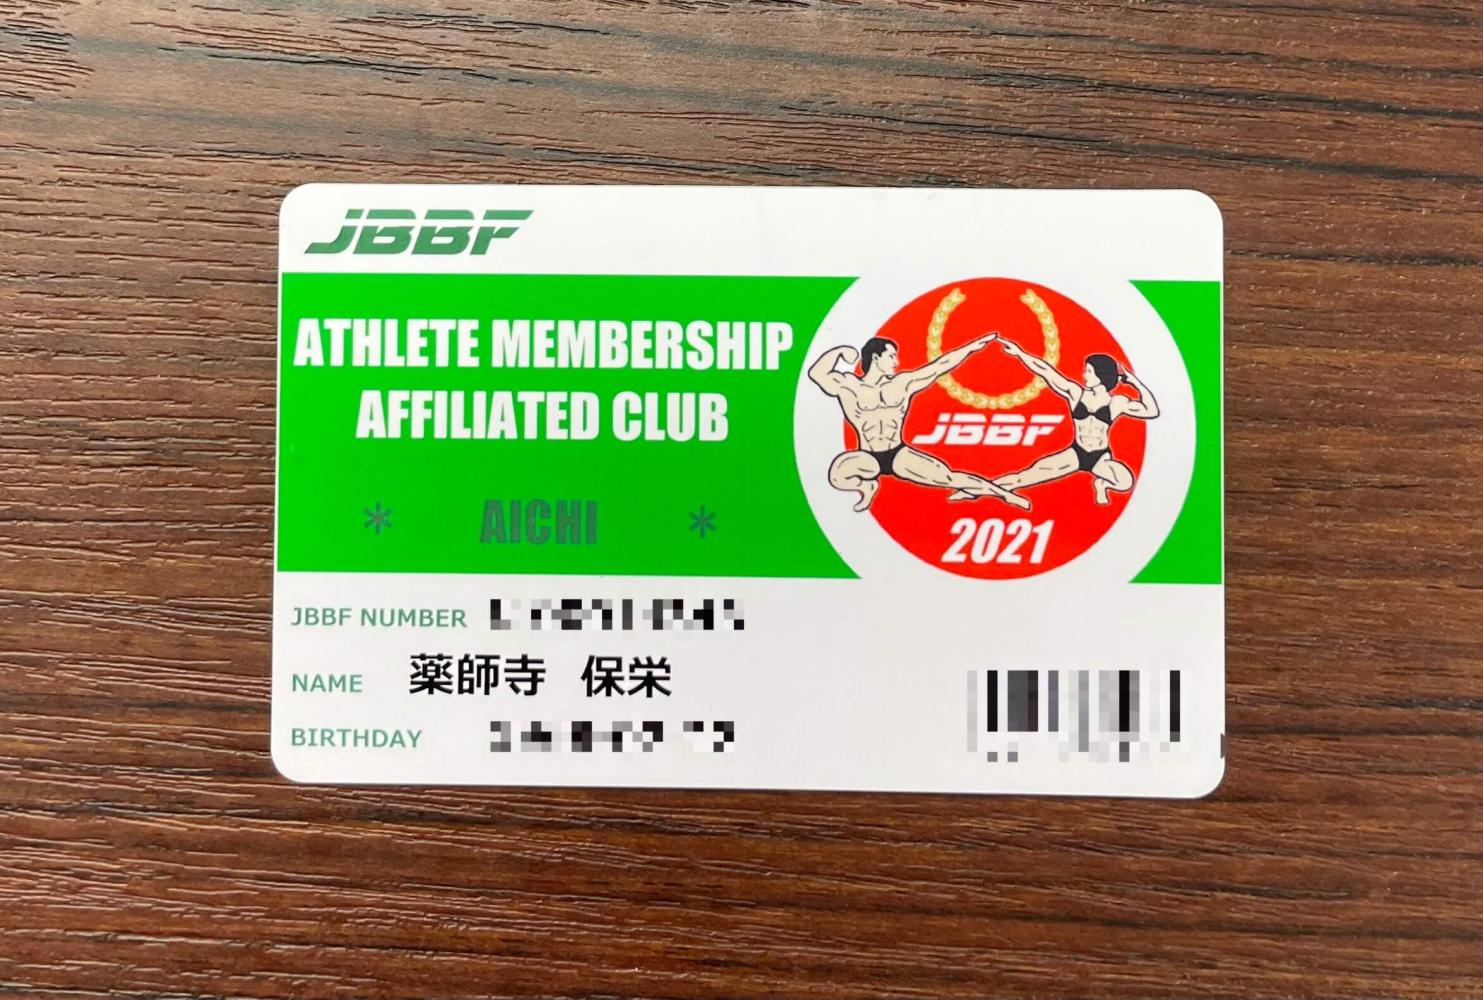 JBBF
ATHLETE MEMBERSHIP
AFFILIATED CLUB
* AICHI *
JBBF
2021
JBBF NUMBER
NAME 薬師寺 保栄
BIRTHDAY